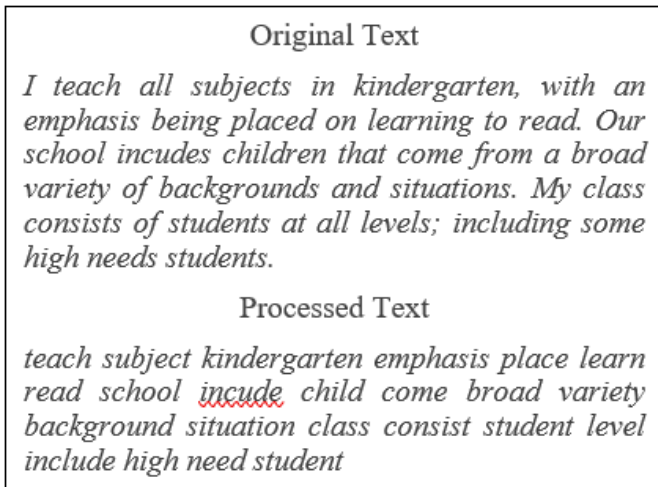 Original Text
I teach all subjects in kindergarten, with an
emphasis being placed on learning to read. Our
school incudes children that come from a broad
variety of backgrounds and situations. My class
consists of students at all levels; including some
high needs students.
Processed Text
teach subject kindergarten emphasis place learn
read school incude child come broad variety
background situation class consist student level
include high need student